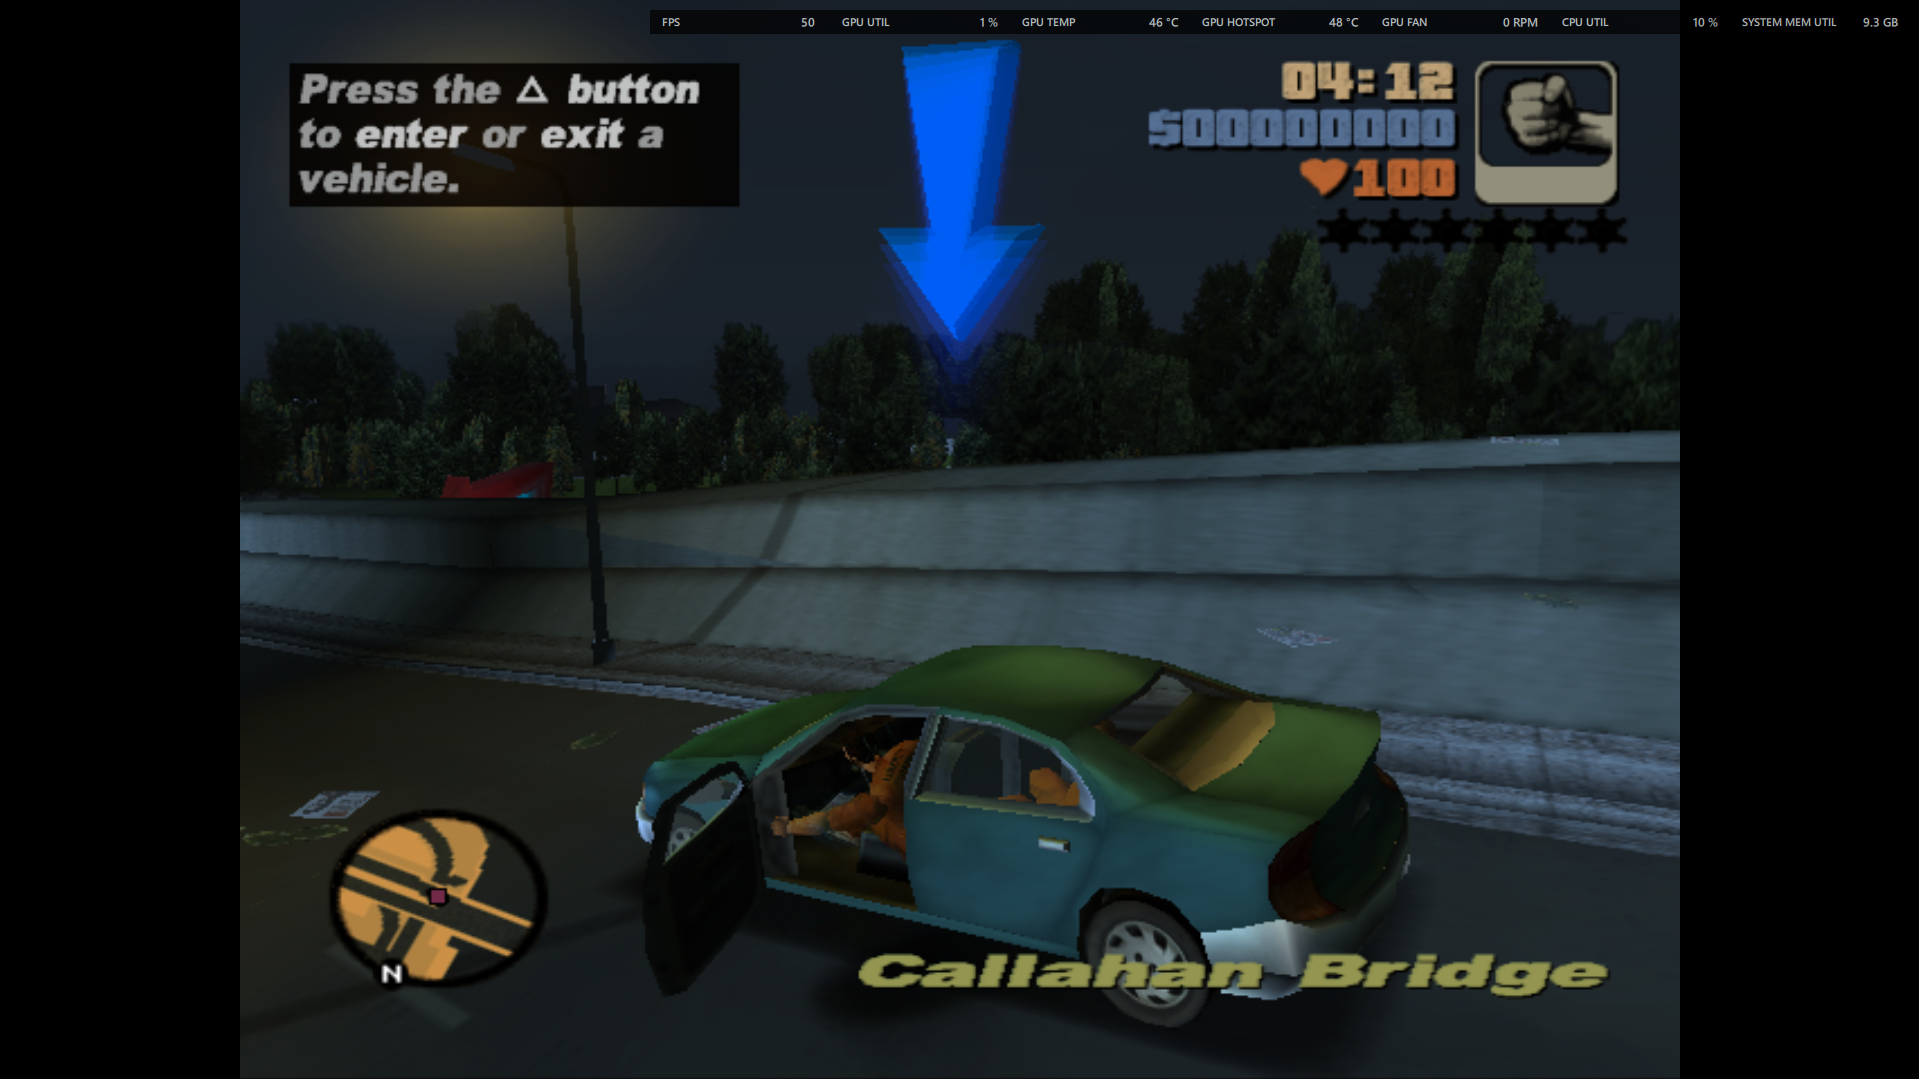 FPS 50 GPU UTIL 1 % GPU TEMP 46 °C GPU HOTSPOT 48 °C GPU FAN 0 RPM CPU UTIL 10 % SYSTEM MEM UTIL 9.3 GB
Press the △ button
to enter or exit a
vehicle.
04:12
$00000000
100
N
Callahan Bridge